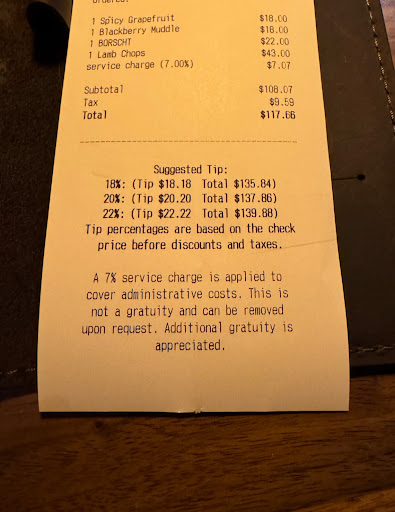 Ordered:
1 Spicy Grapefruit $18.00
1 Blackberry Muddle $18.00
1 BORSCHT $22.00
1 Lamb Chops $43.00
service charge (7.00%) $7.07
Subtotal $108.07
Tax $9.59
Total $117.66
Suggested Tip:
18%: (Tip $18.18 Total $135.84)
20%: (Tip $20.20 Total $137.86)
22%: (Tip $22.22 Total $139.88)
Tip percentages are based on the check
price before discounts and taxes.
A 7% service charge is applied to
cover administrative costs. This is
not a gratuity and can be removed
upon request. Additional gratuity is
appreciated.